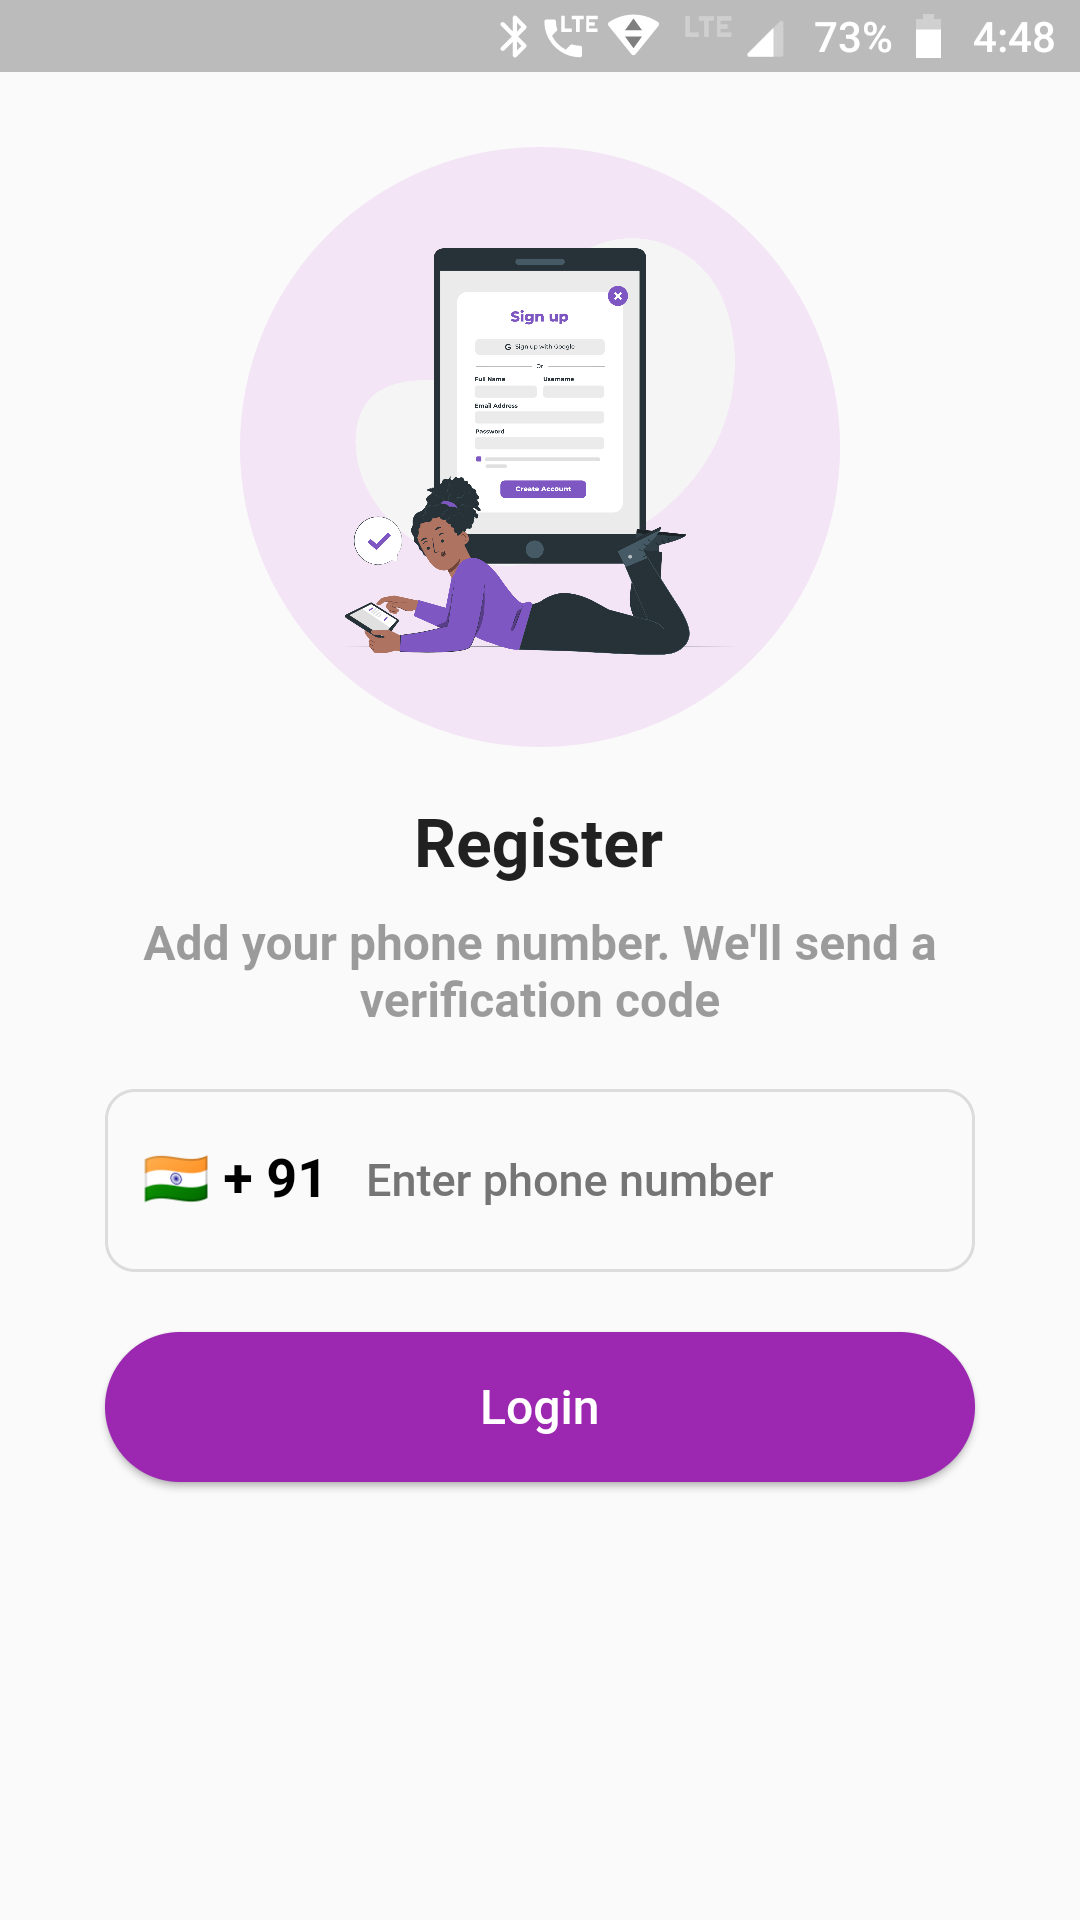 LTE LTE 73% 4:48
Sign up
G Sign up with Google
Or
Full Name Username
Email Address
Password
Create Account
Register
Add your phone number. We'll send a
verification code
🇮🇳 + 91 Enter phone number
Login